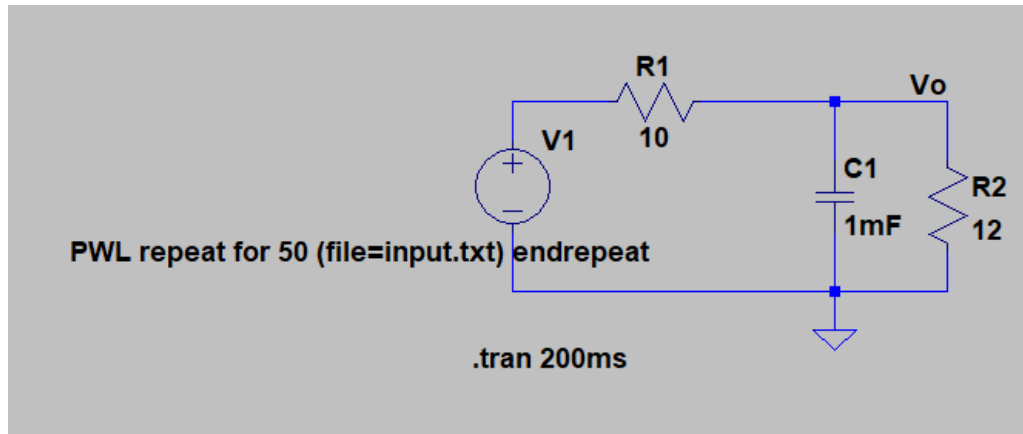 R1
Vo
V1
10
C1
R2
1mF
12
PWL repeat for 50 (file=input.txt) endrepeat
.tran 200ms